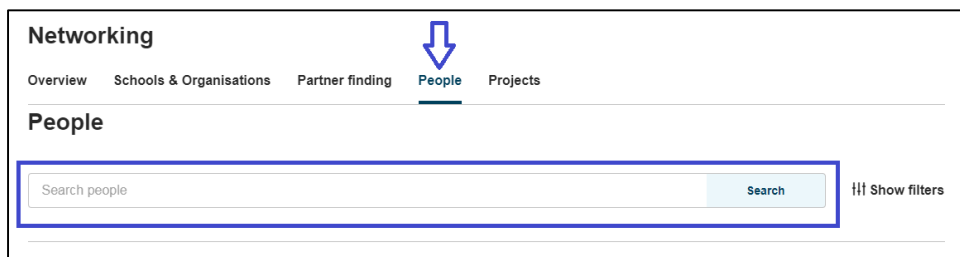 Networking
Overview Schools & Organisations Partner finding People Projects
People
Search people Search Show filters